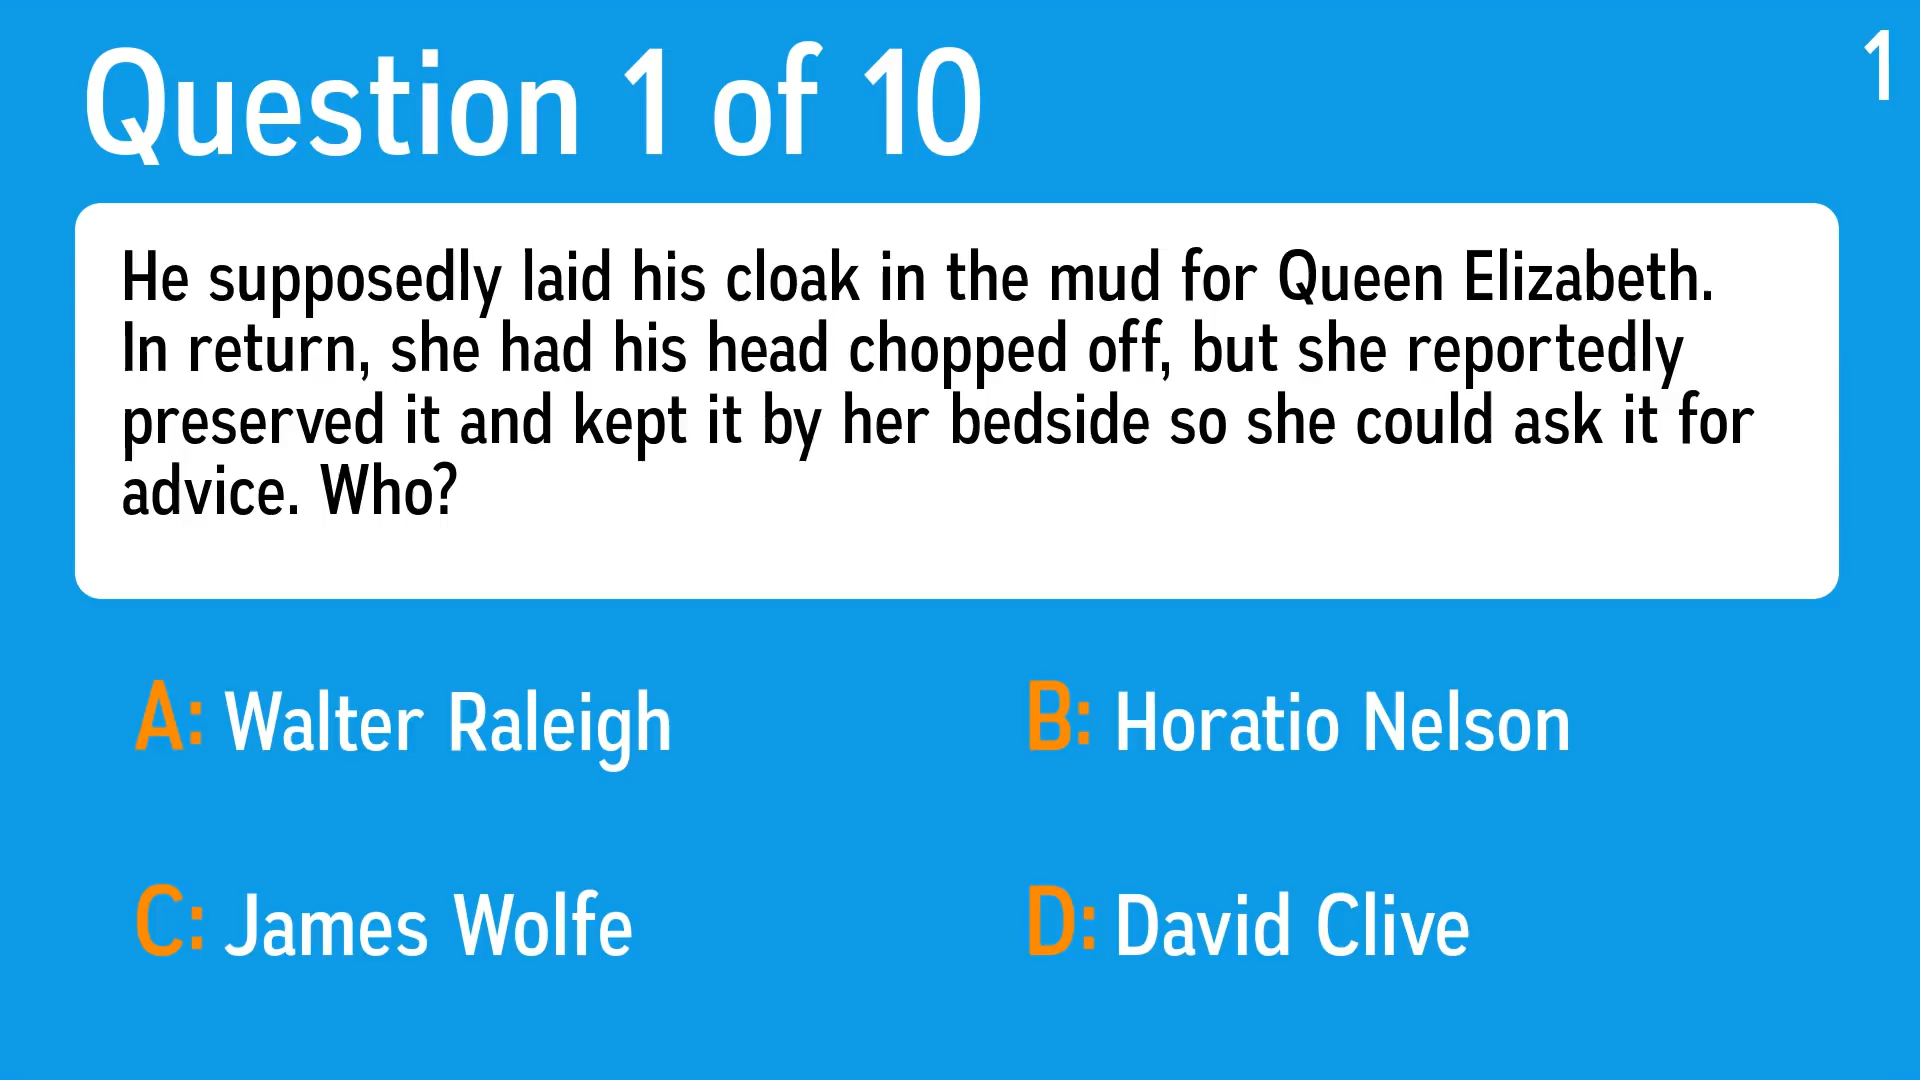 Question 1 of 10
1
He supposedly laid his cloak in the mud for Queen Elizabeth.
In return, she had his head chopped off, but she reportedly
preserved it and kept it by her bedside so she could ask it for
advice. Who?
A: Walter Raleigh
B: Horatio Nelson
C: James Wolfe
D: David Clive